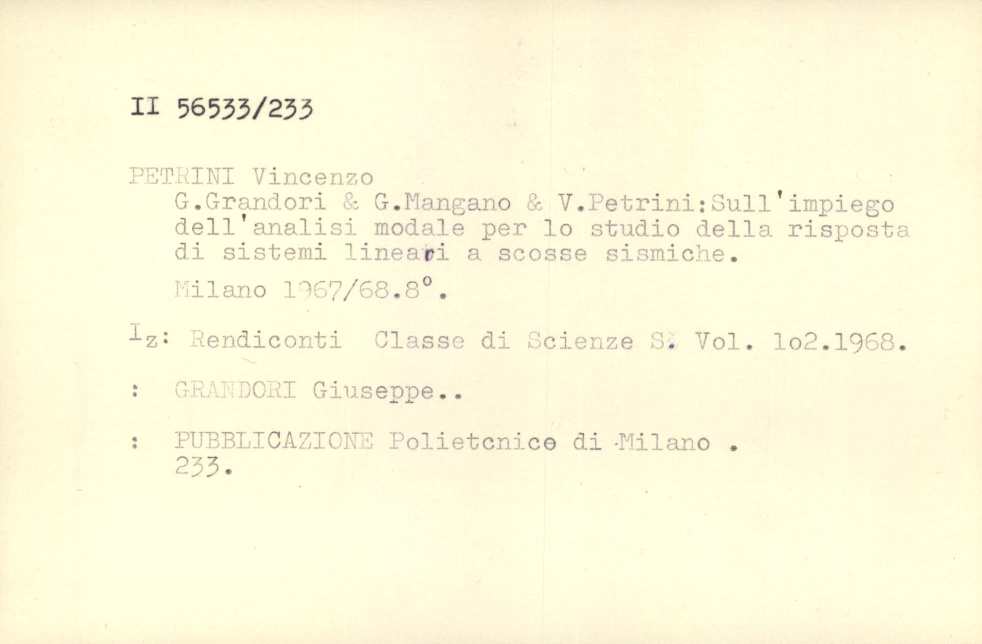 II 56533/233
PETRINI Vincenzo
G.Grandori & G.Mangano & V.Petrini:Sull'impiego
dell'analisi modale per lo studio della risposta
di sistemi lineari a scosse sismiche.
Milano 1967/68.8°.
Iz: Rendiconti Classe di Scienze S. Vol. lo2.1968.
: GRANDORI Giuseppe..
: PUBBLICAZIONE Polietcnico di Milano .
233.